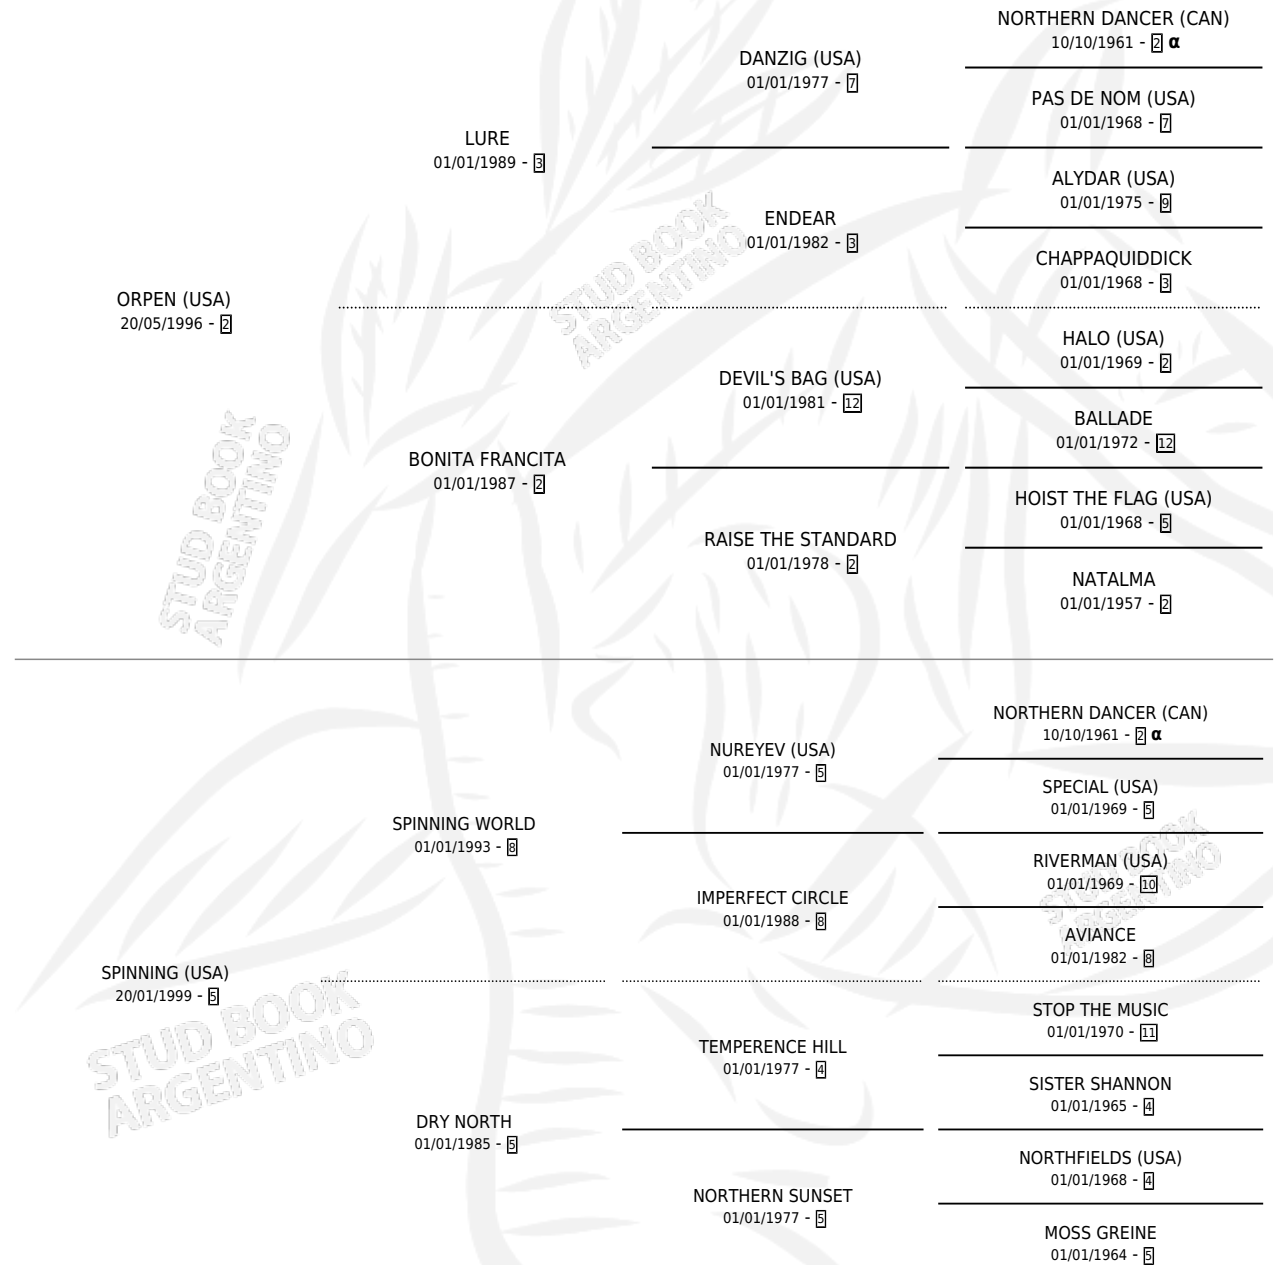 NORTHERN DANCER (CAN)
10/10/1961 - 2 α
DANZIG (USA)
01/01/1977 - 7
PAS DE NOM (USA)
01/01/1968 - 7
LURE
01/01/1989 - 3
ALYDAR (USA)
01/01/1975 - 9
ENDEAR
01/01/1982 - 3
CHAPPAQUIDDICK
01/01/1968 - 3
ORPEN (USA)
20/05/1996 - 2
HALO (USA)
01/01/1969 - 2
DEVIL'S BAG (USA)
01/01/1981 - 12
BALLADE
01/01/1972 - 12
BONITA FRANCITA
01/01/1987 - 2
HOIST THE FLAG (USA)
01/01/1968 - 5
RAISE THE STANDARD
01/01/1978 - 2
NATALMA
01/01/1957 - 2
NORTHERN DANCER (CAN)
10/10/1961 - 2 α
NUREYEV (USA)
01/01/1977 - 5
SPECIAL (USA)
01/01/1969 - 5
SPINNING WORLD
01/01/1993 - 8
RIVERMAN (USA)
01/01/1969 - 10
IMPERFECT CIRCLE
01/01/1988 - 8
AVIANCE
01/01/1982 - 8
SPINNING (USA)
20/01/1999 - 5
STOP THE MUSIC
01/01/1970 - 11
TEMPERENCE HILL
01/01/1977 - 4
SISTER SHANNON
01/01/1965 - 4
DRY NORTH
01/01/1985 - 5
NORTHFIELDS (USA)
01/01/1968 - 4
NORTHERN SUNSET
01/01/1977 - 5
MOSS GREINE
01/01/1964 - 5
STUD BOOK
ARGENTINO
STUD BOOK
ARGENTINO
STUD BOOK
ARGENTINO
STUD BOOK
ARGENTINO